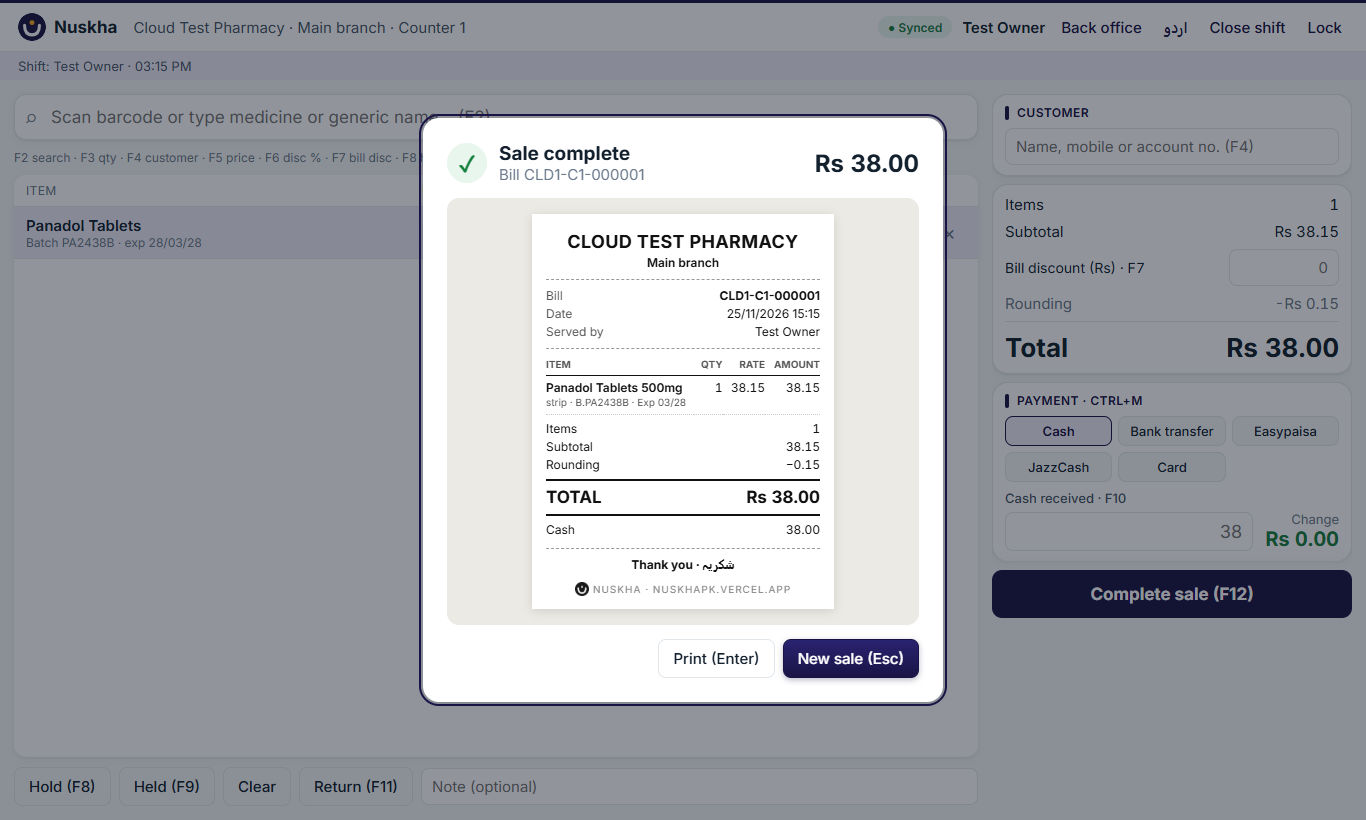 Nuskha
Cloud Test Pharmacy · Main branch · Counter 1
Synced
Test Owner
Back office
اردو
Close shift
Lock
Shift: Test Owner · 03:15 PM
Scan barcode or type medicine or generic name (F2)
F2 search · F3 qty · F4 customer · F5 price · F6 disc % · F7 bill disc · F8
ITEM
Panadol Tablets
Batch PA2438B · exp 28/03/28
×
Hold (F8)
Held (F9)
Clear
Return (F11)
Note (optional)
CUSTOMER
Name, mobile or account no. (F4)
Items 1
Subtotal Rs 38.15
Bill discount (Rs) · F7 0
Rounding -Rs 0.15
Total Rs 38.00
PAYMENT · CTRL+M
Cash
Bank transfer
Easypaisa
JazzCash
Card
Cash received · F10
38
Change
Rs 0.00
Complete sale (F12)
Sale complete
Bill CLD1-C1-000001
Rs 38.00
CLOUD TEST PHARMACY
Main branch
Bill CLD1-C1-000001
Date 25/11/2026 15:15
Served by Test Owner
ITEM QTY RATE AMOUNT
Panadol Tablets 500mg 1 38.15 38.15
strip · B.PA2438B · Exp 03/28
Items 1
Subtotal 38.15
Rounding −0.15
TOTAL Rs 38.00
Cash 38.00
Thank you · شکریہ
NUSKHA · NUSKHAPK.VERCEL.APP
Print (Enter)
New sale (Esc)